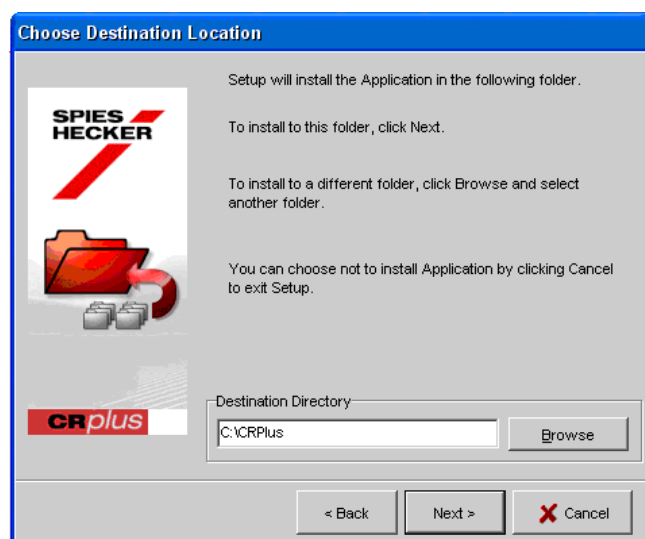 Choose Destination Location
SPIES
HECKER
CRplus
Setup will install the Application in the following folder.
To install to this folder, click Next.
To install to a different folder, click Browse and select
another folder.
You can choose not to install Application by clicking Cancel
to exit Setup.
Destination Directory
C:\CRPlus
Browse
< Back
Next >
Cancel